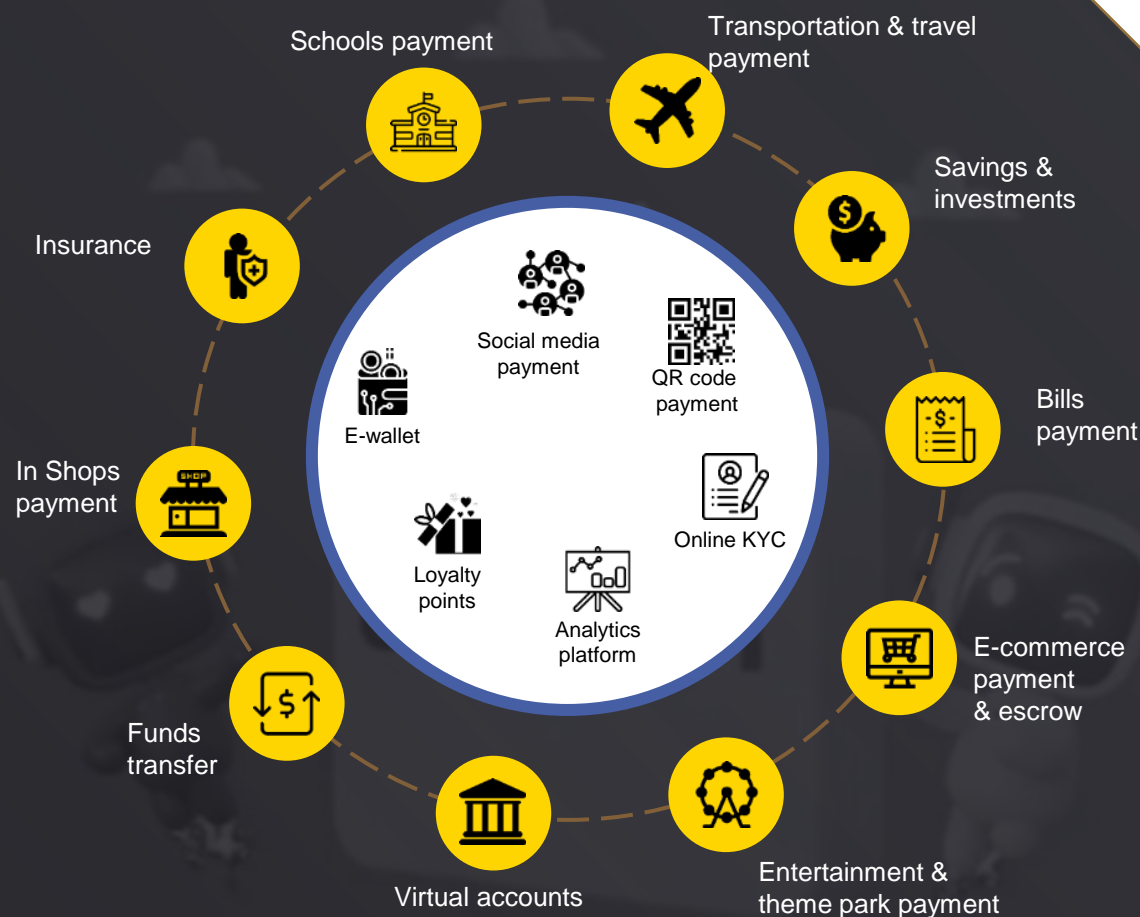 Schools payment
Transportation & travel
payment
Savings &
investments
Insurance
Social media
payment
QR code
payment
E-wallet
Bills
payment
In Shops
payment
SHOP
Online KYC
Loyalty
points
Analytics
platform
E-commerce
payment
& escrow
Funds
transfer
Virtual accounts
Entertainment &
theme park payment